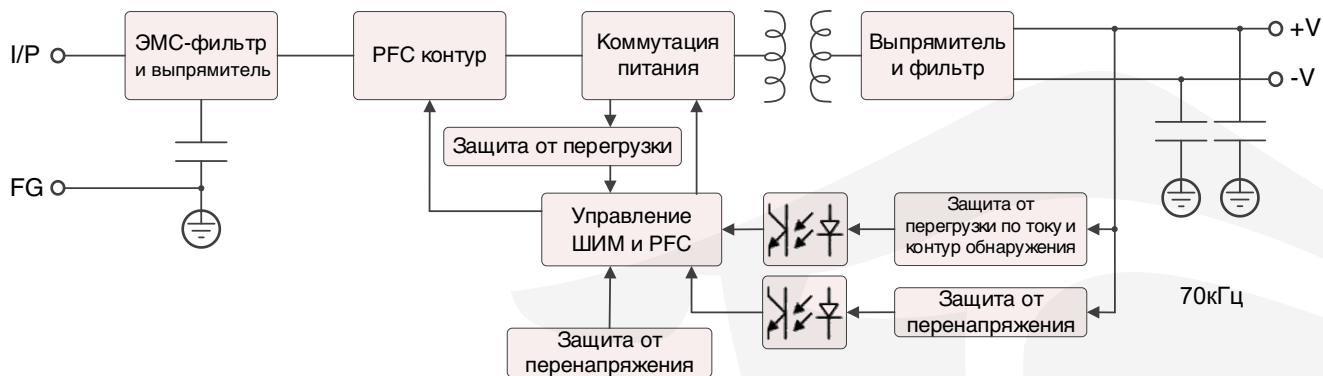 I/P
ЭМС-фильтр
и выпрямитель
PFC контур
Коммутация
питания
Выпрямитель
и фильтр
+V
-V
Защита от перегрузки
FG
Управление
ШИМ и PFC
Защита от
перегрузки по току и
контур обнаружения
Защита от
перенапряжения
70кГц
Защита от
перенапряжения